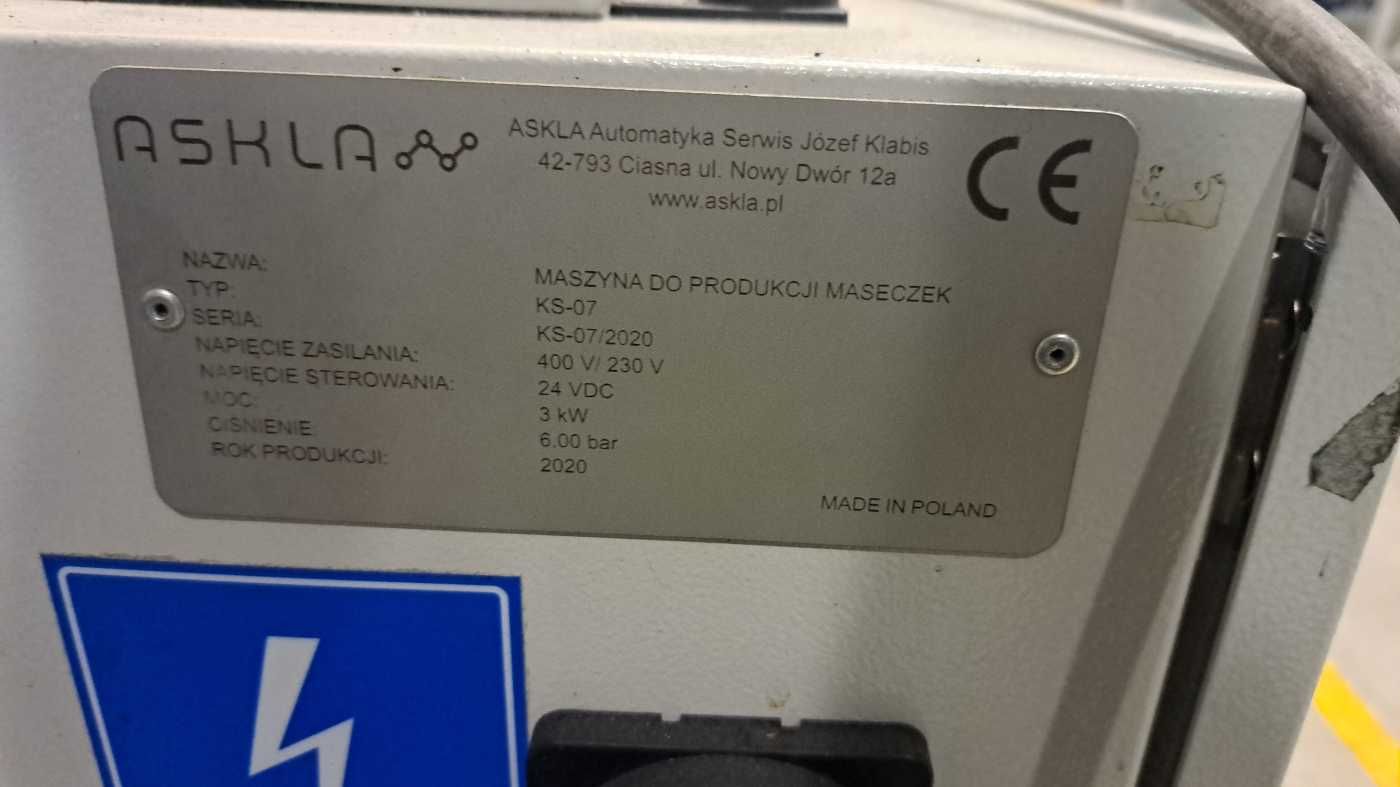 ASKLA
ASKLA Automatyka Serwis Józef Klabis
42-793 Ciasna ul. Nowy Dwór 12a
www.askla.pl
CE
NAZWA: MASZYNA DO PRODUKCJI MASECZEK
TYP: KS-07
SERIA: KS-07/2020
NAPIĘCIE ZASILANIA: 400 V/ 230 V
NAPIĘCIE STEROWANIA: 24 VDC
MOC: 3 kW
CIŚNIENIE: 6.00 bar
ROK PRODUKCJI: 2020
MADE IN POLAND